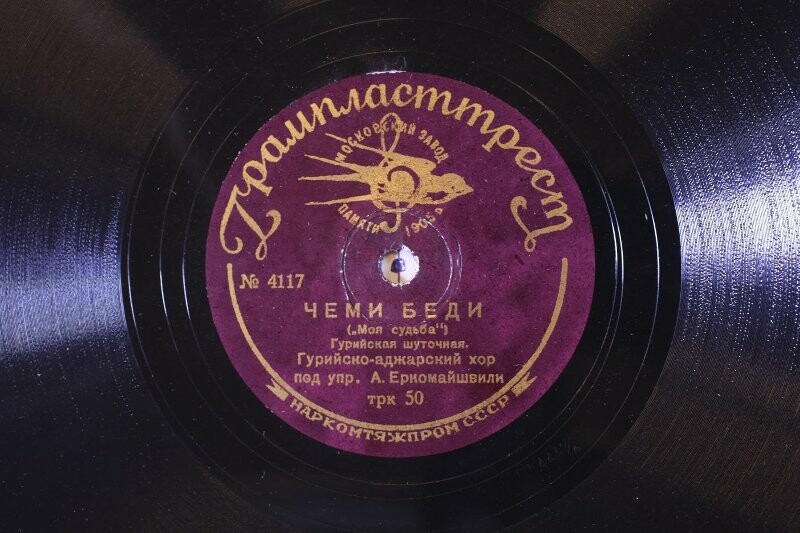 Грампласттрест
МОСКОВСКИЙ ЗАВОД
ПАМЯТИ 1905 г.
№ 4117
ЧЕМИ БЕДИ
(„Моя судьба“)
Гурийская шуточная.
Гурийско-аджарский хор
под упр. А. Еркомайшвили
трк 50
НАРКОМТЯЖПРОМ СССР